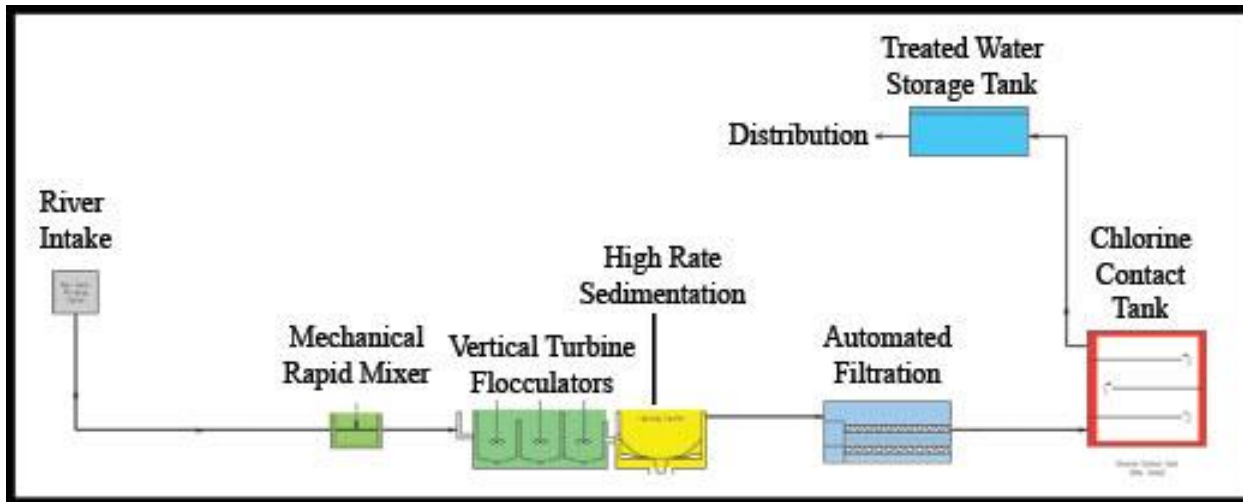 Treated Water
Storage Tank
Distribution
River
Intake
High Rate
Sedimentation
Chlorine
Contact
Tank
Mechanical
Rapid Mixer
Vertical Turbine
Flocculators
Automated
Filtration